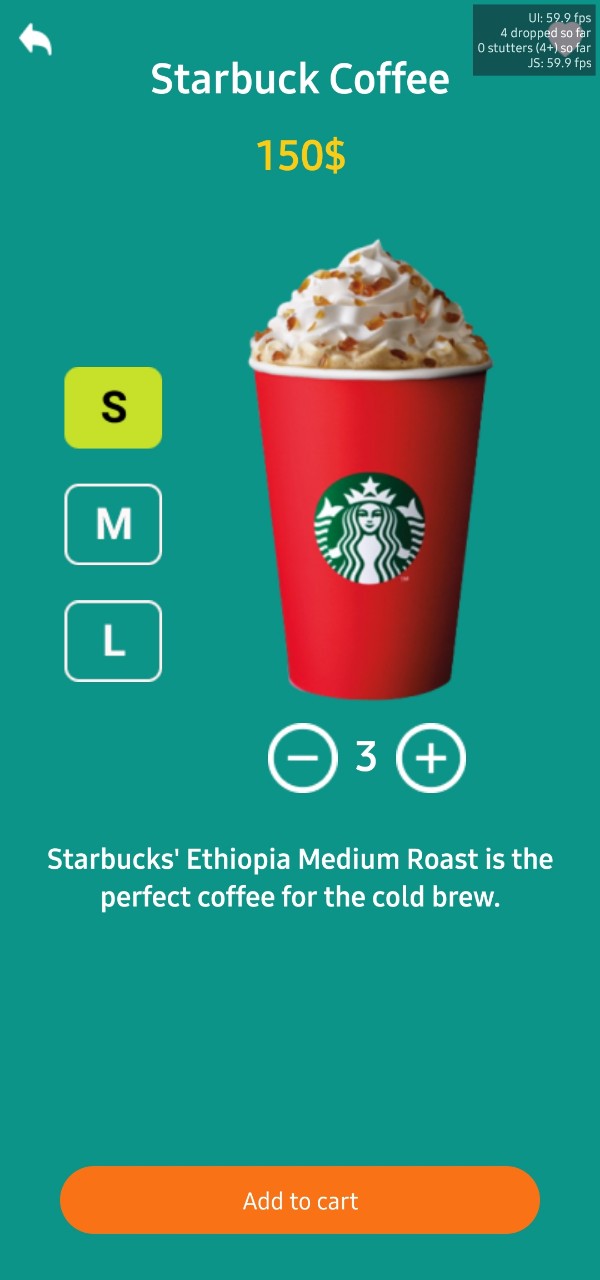 UI: 59.9 fps
4 dropped so far
0 stutters (4+) so far
JS: 59.9 fps
Starbuck Coffee
150$
S
M
L
3
Starbucks' Ethiopia Medium Roast is the
perfect coffee for the cold brew.
Add to cart